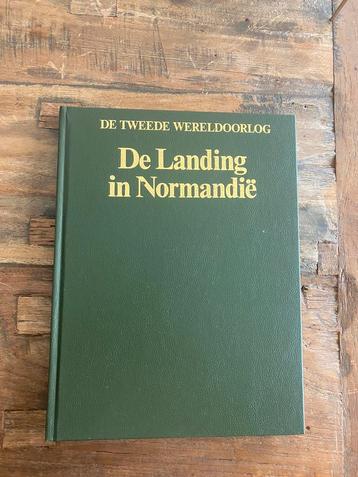 DE TWEEDE WERELDOORLOG
De Landing
in Normandië